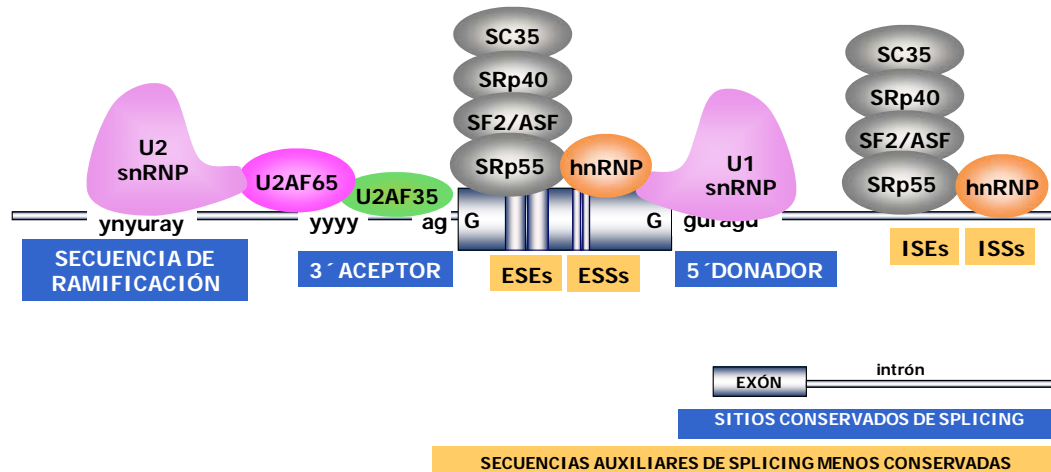 SC35
SRp40
SF2/ASF
SRp55
hnRNP
U2
snRNP
U2AF65
U2AF35
U1
snRNP
SC35
SRp40
SF2/ASF
SRp55
hnRNP
ynyuray
yyyy
ag
G
G
guragu
SECUENCIA DE
RAMIFICACIÓN
3´ ACEPTOR
ESEs
ESSs
5´DONADOR
ISEs
ISSs
EXÓN
intrón
SITIOS CONSERVADOS DE SPLICING
SECUENCIAS AUXILIARES DE SPLICING MENOS CONSERVADAS